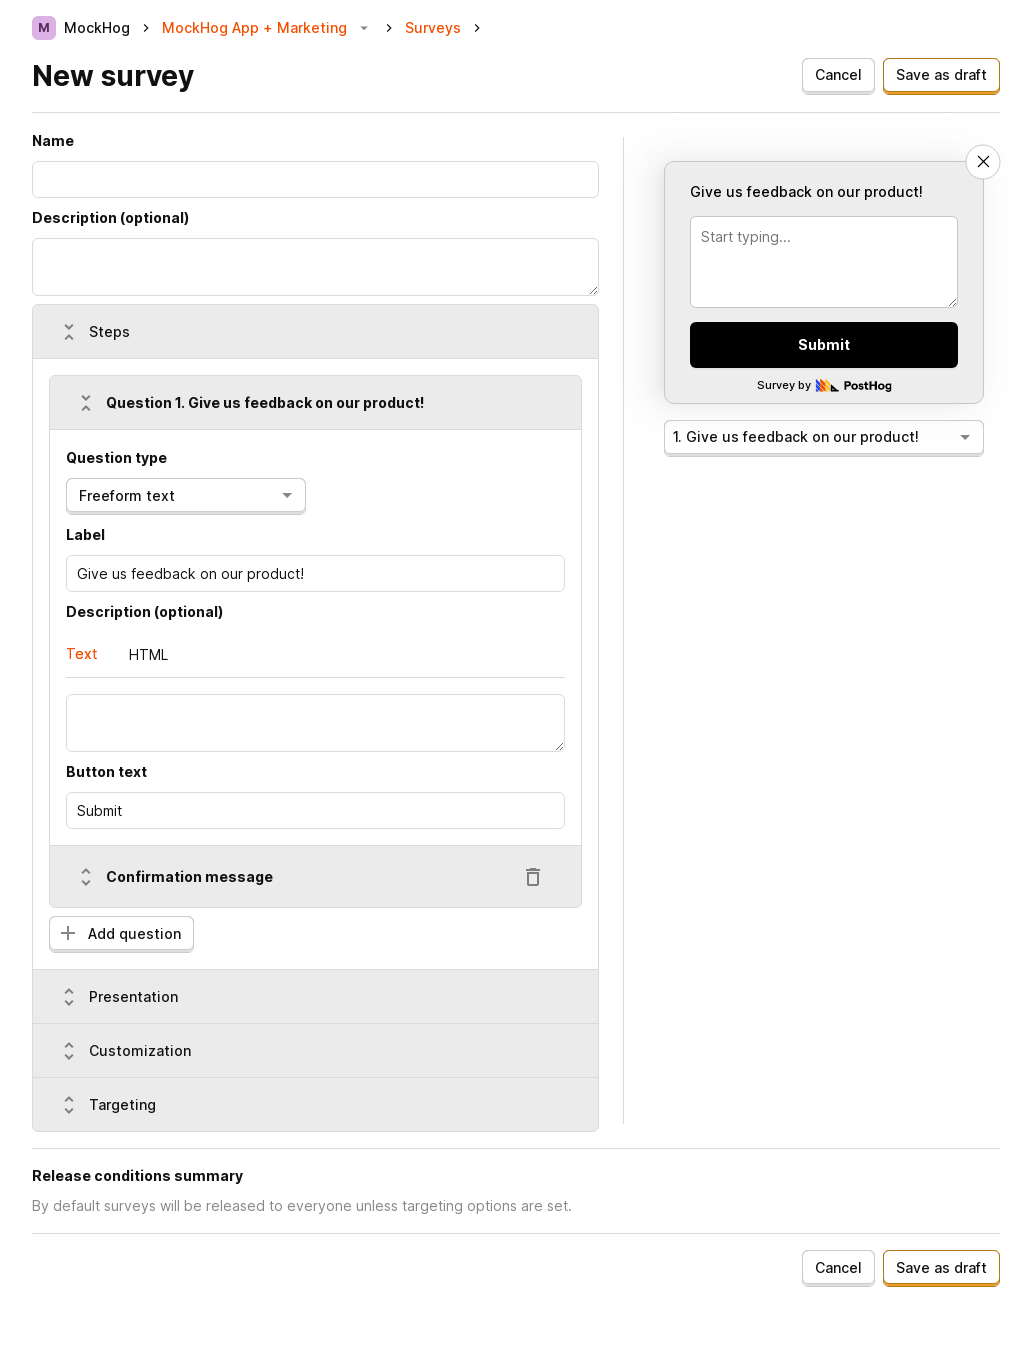 M MockHog MockHog App + Marketing Surveys
New survey
Cancel Save as draft
Name
Description (optional)
Steps
Question 1. Give us feedback on our product!
Question type
Freeform text
Label
Give us feedback on our product!
Description (optional)
Text HTML
Button text
Submit
Confirmation message
Add question
Presentation
Customization
Targeting
Give us feedback on our product!
Start typing...
Submit
Survey by PostHog
1. Give us feedback on our product!
Release conditions summary
By default surveys will be released to everyone unless targeting options are set.
Cancel Save as draft